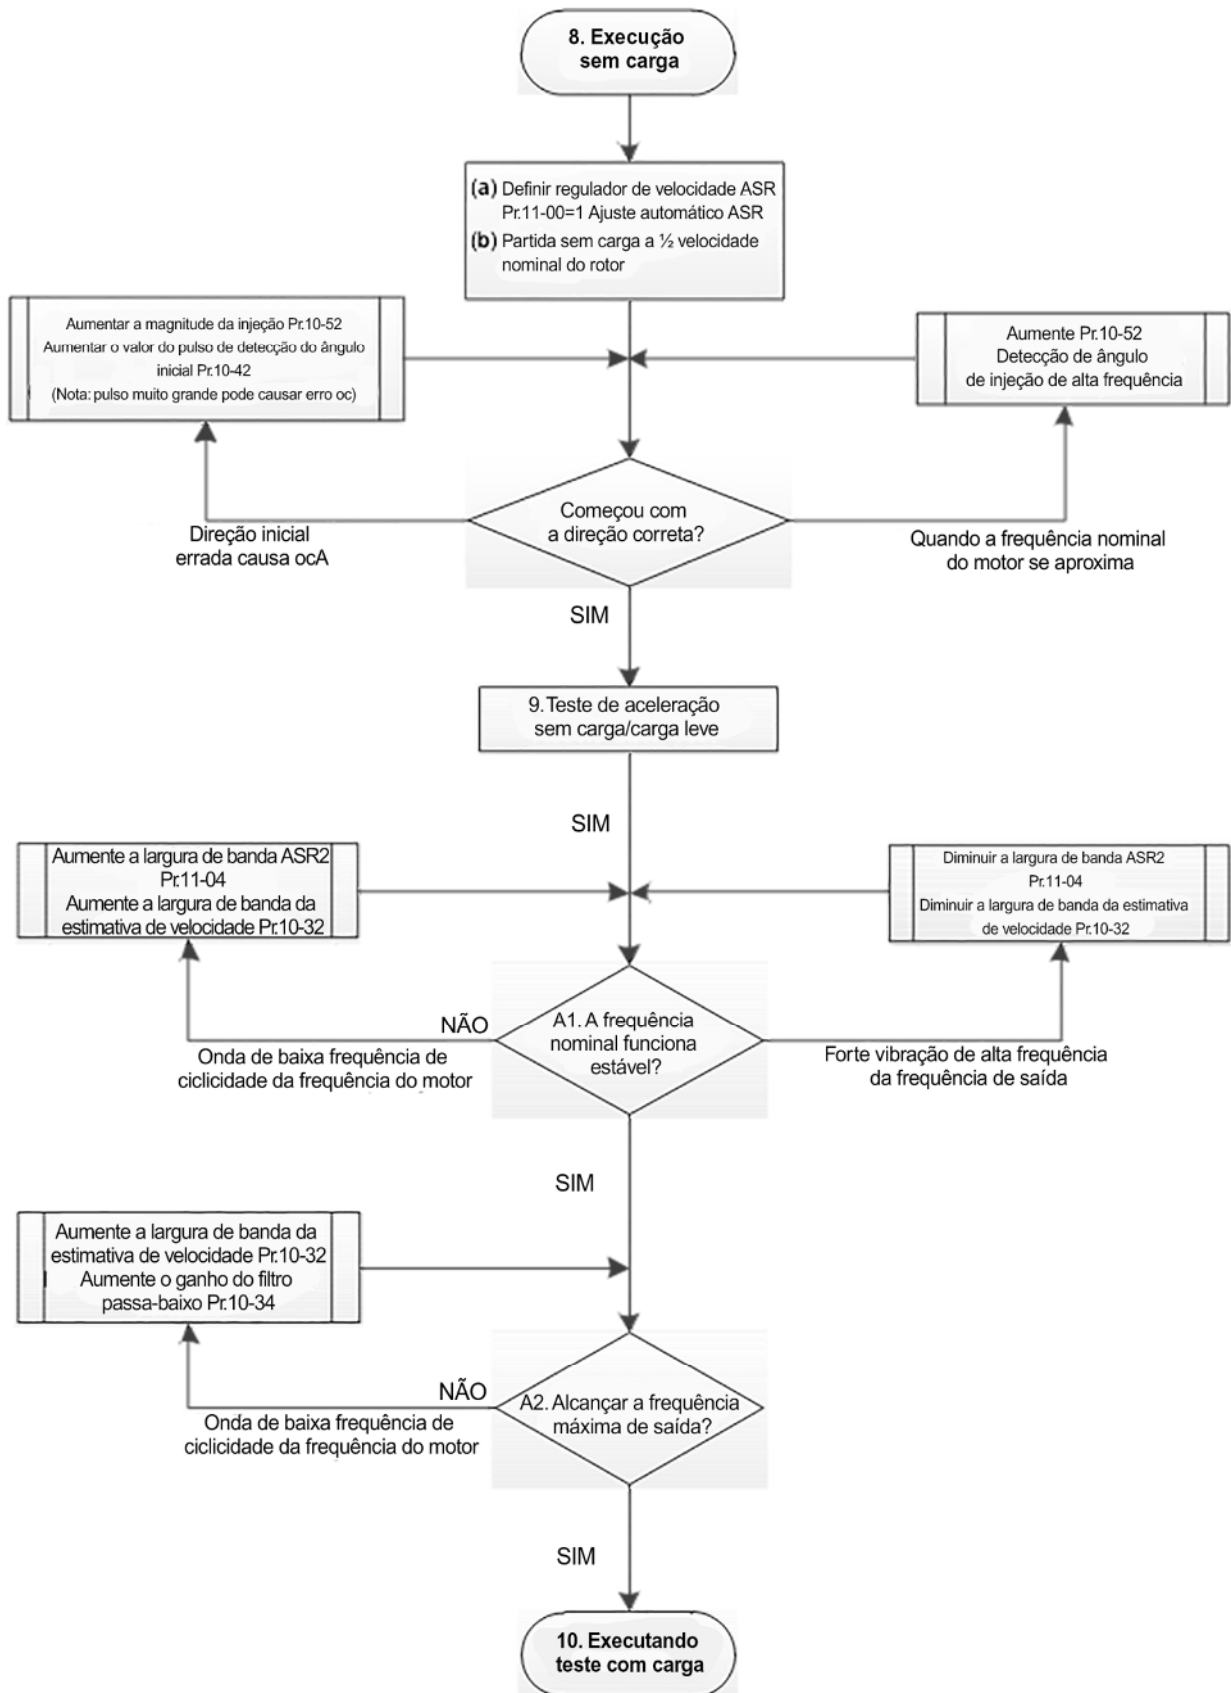 8. Execução
sem carga
(a) Definir regulador de velocidade ASR
Pr.11-00=1 Ajuste automático ASR
(b) Partida sem carga a ½ velocidade
nominal do rotor
Aumentar a magnitude da injeção Pr.10-52
Aumentar o valor do pulso de detecção do ângulo
inicial Pr.10-42
(Nota: pulso muito grande pode causar erro oc)
Aumente Pr.10-52
Detecção de ângulo
de injeção de alta frequência
Começou com
a direção correta?
Direção inicial
errada causa ocA
Quando a frequência nominal
do motor se aproxima
SIM
9. Teste de aceleração
sem carga/carga leve
SIM
Aumente a largura de banda ASR2
Pr.11-04
Aumente a largura de banda da
estimativa de velocidade Pr.10-32
Diminuir a largura de banda ASR2
Pr.11-04
Diminuir a largura de banda da estimativa
de velocidade Pr.10-32
A1. A frequência
nominal funciona
estável?
NÃO
Onda de baixa frequência de
ciclicidade da frequência do motor
Forte vibração de alta frequência
da frequência de saída
SIM
Aumente a largura de banda da
estimativa de velocidade Pr.10-32
Aumente o ganho do filtro
passa-baixo Pr.10-34
A2. Alcançar a frequência
máxima de saída?
NÃO
Onda de baixa frequência de
ciclicidade da frequência do motor
SIM
10. Executando
teste com carga